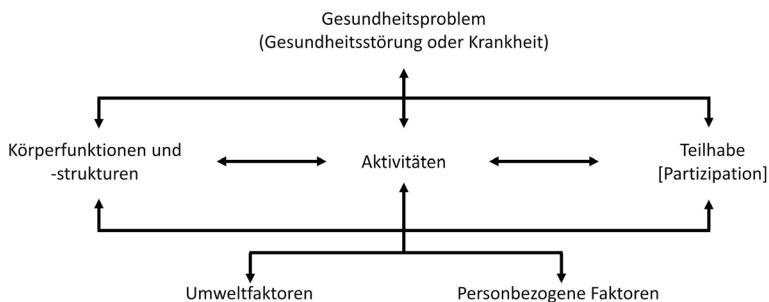 Gesundheitsproblem
(Gesundheitsstörung oder Krankheit)
Körperfunktionen und
-strukturen
Aktivitäten
Teilhabe
[Partizipation]
Umweltfaktoren
Personbezogene Faktoren